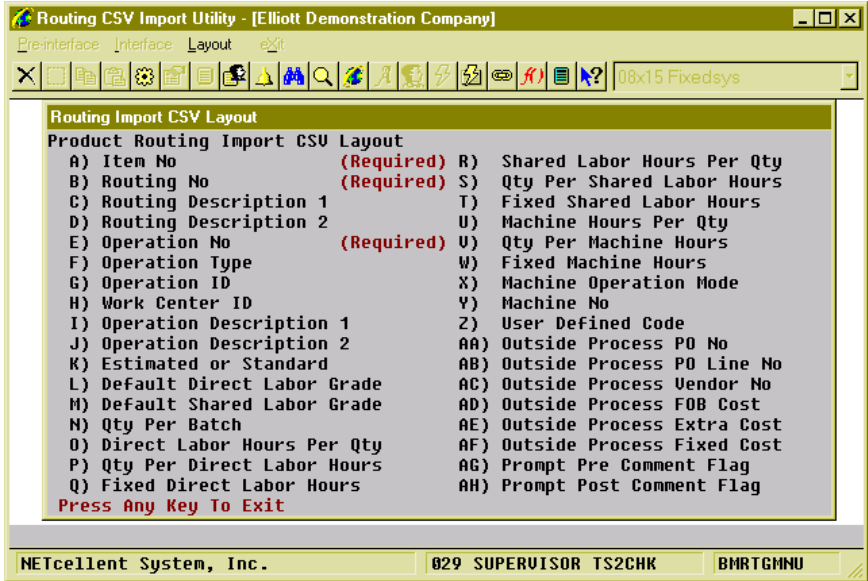 Routing CSV Import Utility - [Elliott Demonstration Company]
Pre-interface Interface Layout eXit
08x15 Fixedsys
Routing Import CSV Layout
Product Routing Import CSV Layout
A) Item No (Required) R) Shared Labor Hours Per Qty
B) Routing No (Required) S) Qty Per Shared Labor Hours
C) Routing Description 1 T) Fixed Shared Labor Hours
D) Routing Description 2 U) Machine Hours Per Qty
E) Operation No (Required) V) Qty Per Machine Hours
F) Operation Type W) Fixed Machine Hours
G) Operation ID X) Machine Operation Mode
H) Work Center ID Y) Machine No
I) Operation Description 1 Z) User Defined Code
J) Operation Description 2 AA) Outside Process PO No
K) Estimated or Standard AB) Outside Process PO Line No
L) Default Direct Labor Grade AC) Outside Process Vendor No
M) Default Shared Labor Grade AD) Outside Process FOB Cost
N) Qty Per Batch AE) Outside Process Extra Cost
O) Direct Labor Hours Per Qty AF) Outside Process Fixed Cost
P) Qty Per Direct Labor Hours AG) Prompt Pre Comment Flag
Q) Fixed Direct Labor Hours AH) Prompt Post Comment Flag
Press Any Key To Exit
NETcellent System, Inc. 029 SUPERVISOR TS2CHK BMRTGMNU